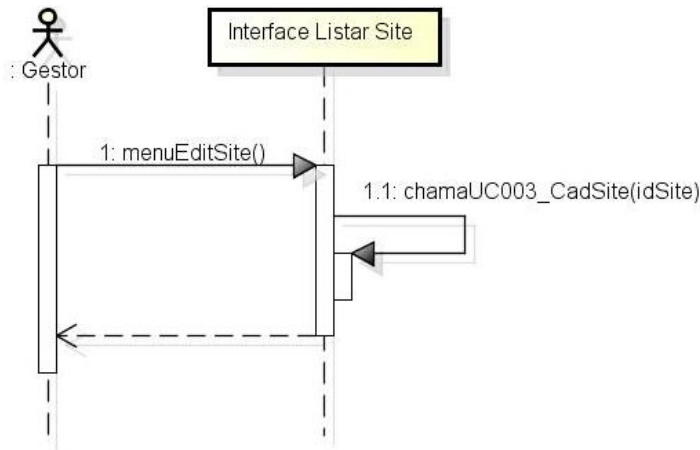 Interface Listar Site
: Gestor
1: menuEditSite()
1.1: chamaUC003_CadSite(idSite)